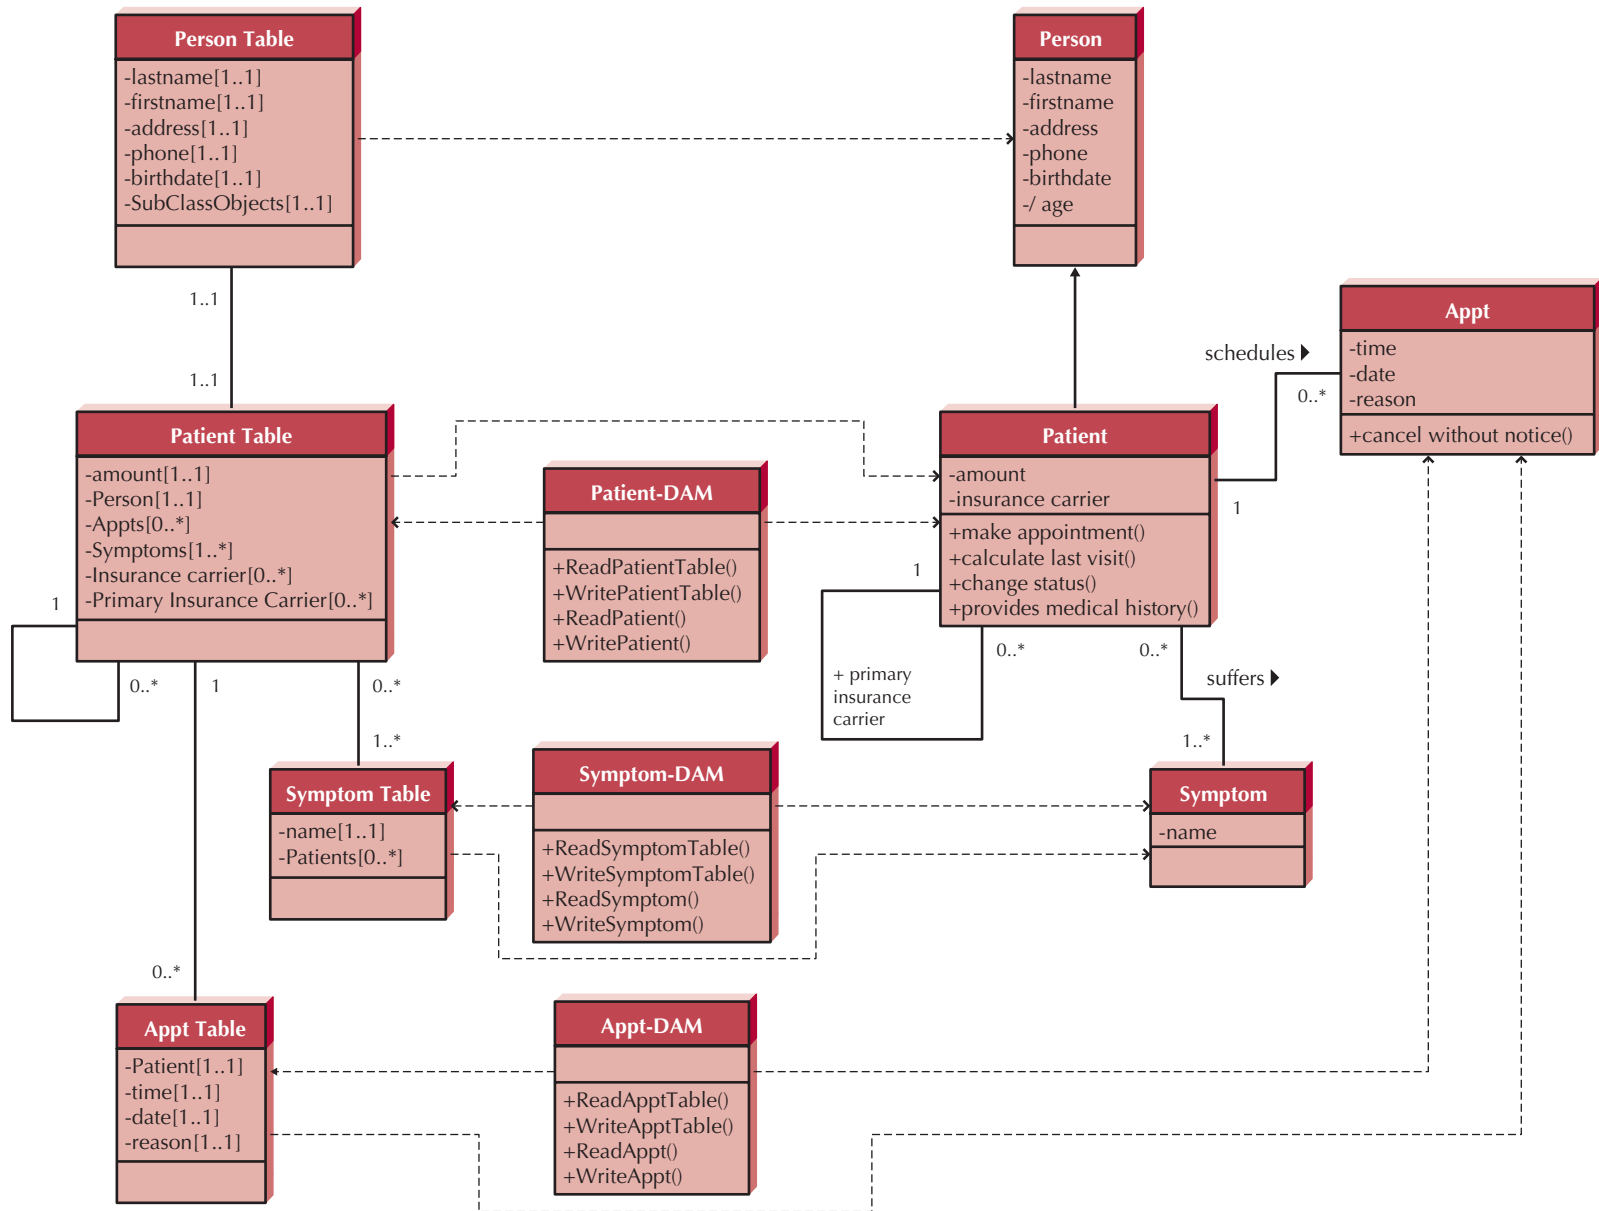 Person Table
-lastname[1..1]
-firstname[1..1]
-address[1..1]
-phone[1..1]
-birthdate[1..1]
-SubClassObjects[1..1]
Person
-lastname
-firstname
-address
-phone
-birthdate
-/ age
1..1
1..1
Appt
-time
-date
-reason
+cancel without notice()
schedules
0..*
1
Patient Table
-amount[1..1]
-Person[1..1]
-Appts[0..*]
-Symptoms[1..*]
-Insurance carrier[0..*]
-Primary Insurance Carrier[0..*]
1
0..*
1
0..*
Patient-DAM
+ReadPatientTable()
+WritePatientTable()
+ReadPatient()
+WritePatient()
Patient
-amount
-insurance carrier
+make appointment()
+calculate last visit()
+change status()
+provides medical history()
1
0..*
0..*
+ primary
insurance
carrier
suffers
1..*
1..*
Symptom Table
-name[1..1]
-Patients[0..*]
Symptom-DAM
+ReadSymptomTable()
+WriteSymptomTable()
+ReadSymptom()
+WriteSymptom()
Symptom
-name
0..*
Appt Table
-Patient[1..1]
-time[1..1]
-date[1..1]
-reason[1..1]
Appt-DAM
+ReadApptTable()
+WriteApptTable()
+ReadAppt()
+WriteAppt()